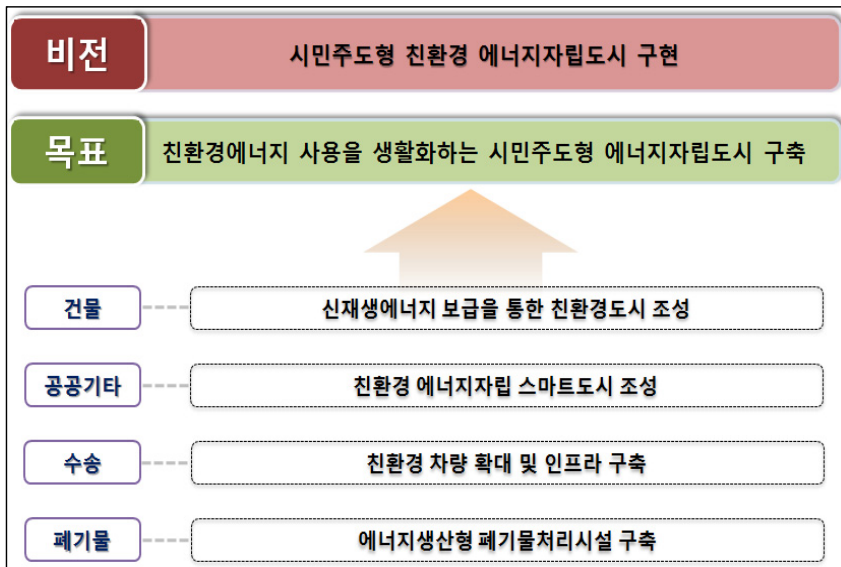 비전
시민주도형 친환경 에너지자립도시 구현
목표
친환경에너지 사용을 생활화하는 시민주도형 에너지자립도시 구축
건물
신재생에너지 보급을 통한 친환경도시 조성
공공기타
친환경 에너지자립 스마트도시 조성
수송
친환경 차량 확대 및 인프라 구축
폐기물
에너지생산형 폐기물처리시설 구축